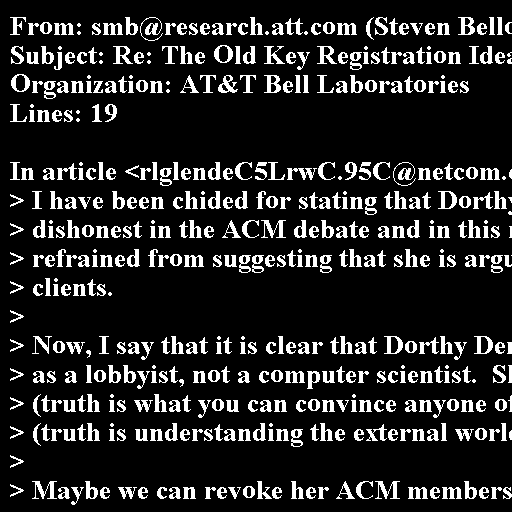 From: smb@research.att.com (Steven Bello
Subject: Re: The Old Key Registration Idea
Organization: AT&T Bell Laboratories
Lines: 19

In article <rlglendeC5LrwC.95C@netcom.c
> I have been chided for stating that Dorthy
> dishonest in the ACM debate and in this
> refrained from suggesting that she is argu
> clients.
>
> Now, I say that it is clear that Dorthy Den
> as a lobbyist, not a computer scientist.  Sh
> (truth is what you can convince anyone of
> (truth is understanding the external worl
>
> Maybe we can revoke her ACM members